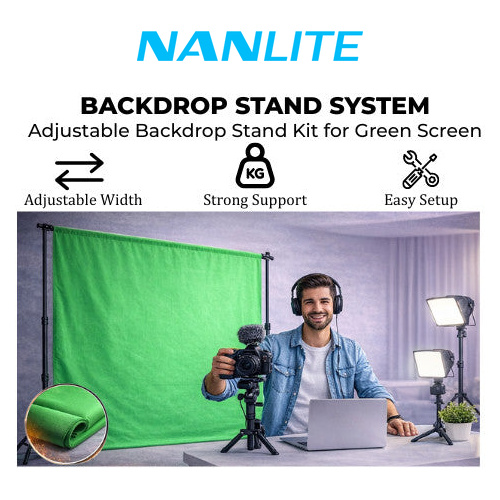 NANLITE
BACKDROP STAND SYSTEM
Adjustable Backdrop Stand Kit for Green Screen
KG
Adjustable Width
Strong Support
Easy Setup